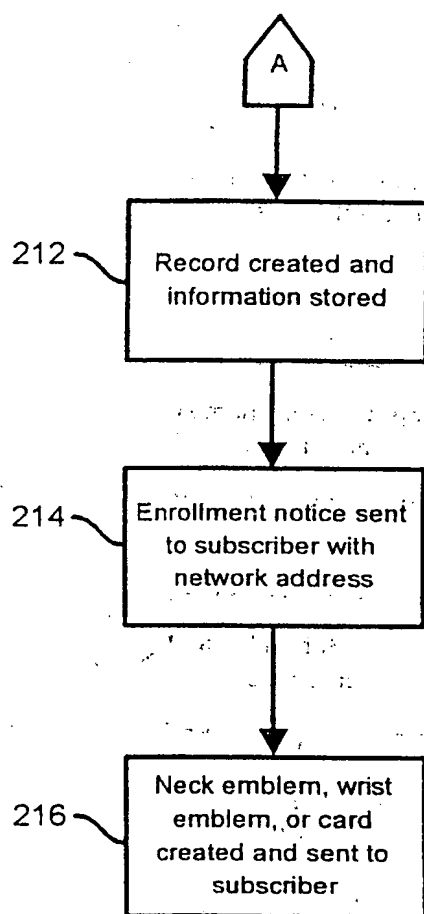 A
212
Record created and
information stored
214
Enrollment notice sent
to subscriber with
network address
216
Neck emblem, wrist
emblem, or card
created and sent to
subscriber